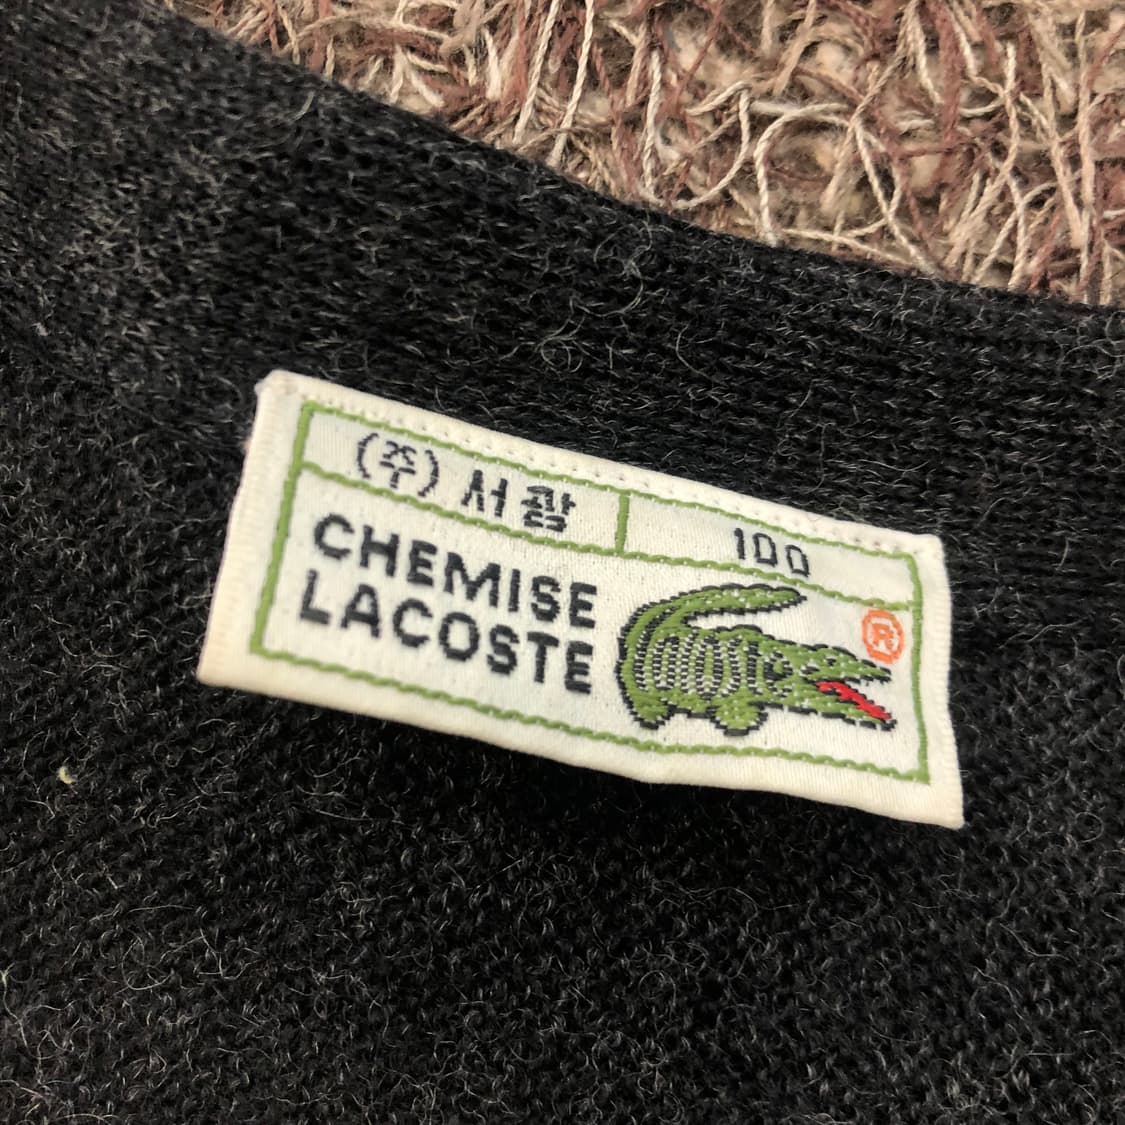 (주) 서광 100
CHEMISE
LACOSTE
®